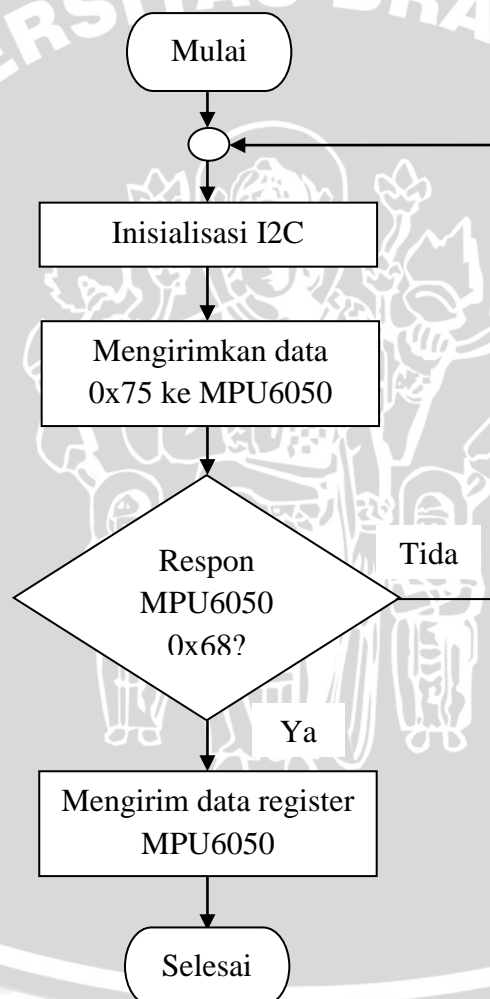 Mulai
Inisialisasi I2C
Mengirimkan data
0x75 ke MPU6050
Respon
MPU6050
0x68?
Tida
Ya
Mengirim data register
MPU6050
Selesai